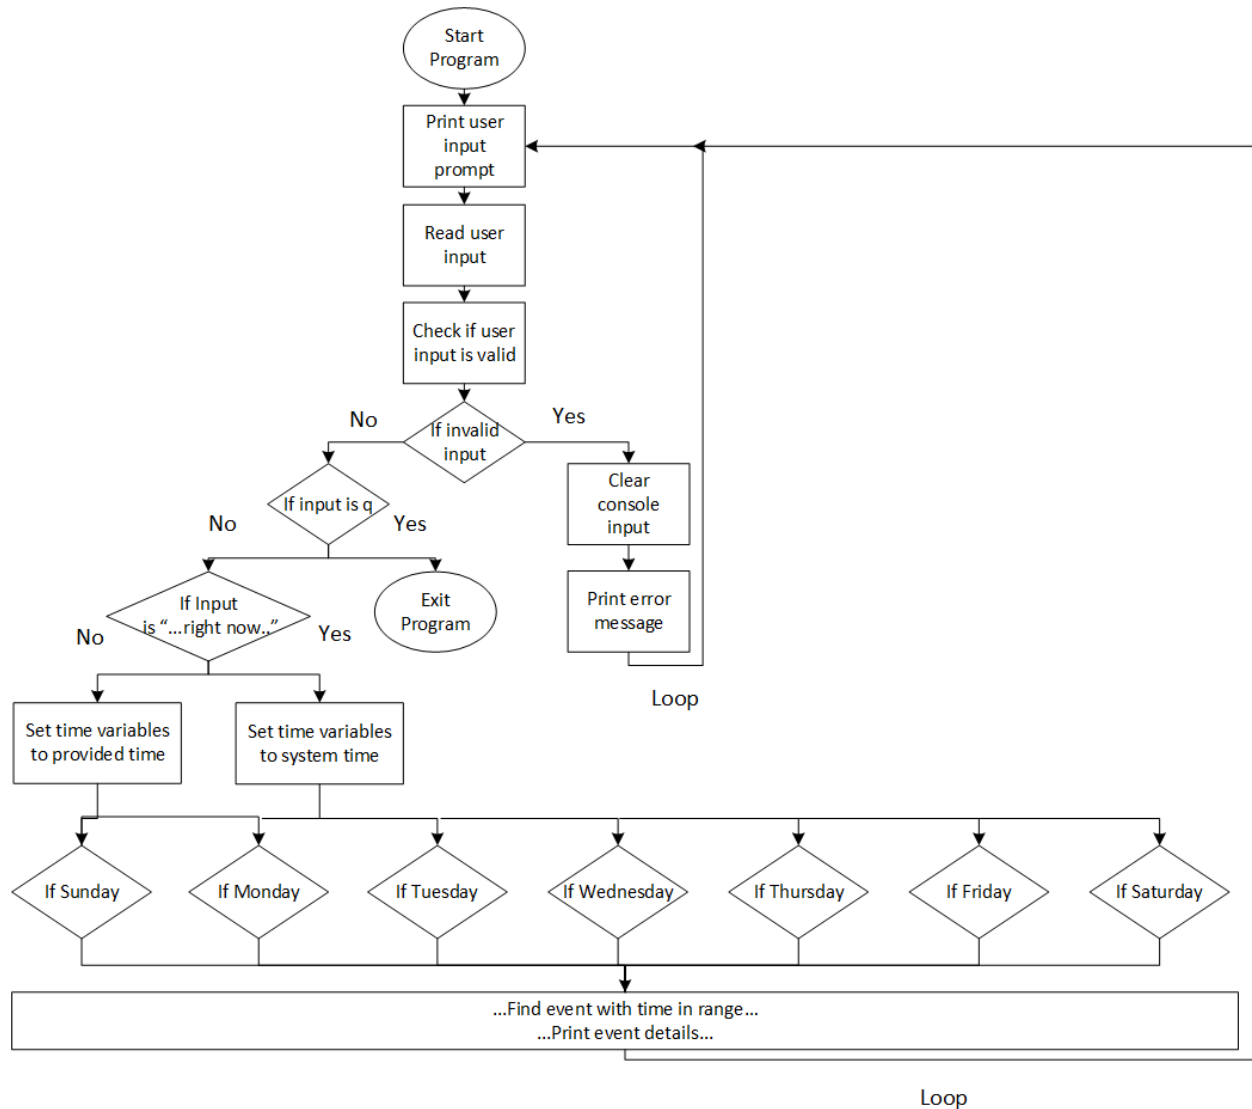 Start
Program
Print user
input
prompt
Read user
input
Check if user
input is valid
No
Yes
If invalid
input
Clear
console
input
If input is q
No
Yes
If Input
is “...right now..”
No
Yes
Exit
Program
Print error
message
Loop
Set time variables
to provided time
Set time variables
to system time
If Sunday
If Monday
If Tuesday
If Wednesday
If Thursday
If Friday
If Saturday
...Find event with time in range...
...Print event details...
Loop